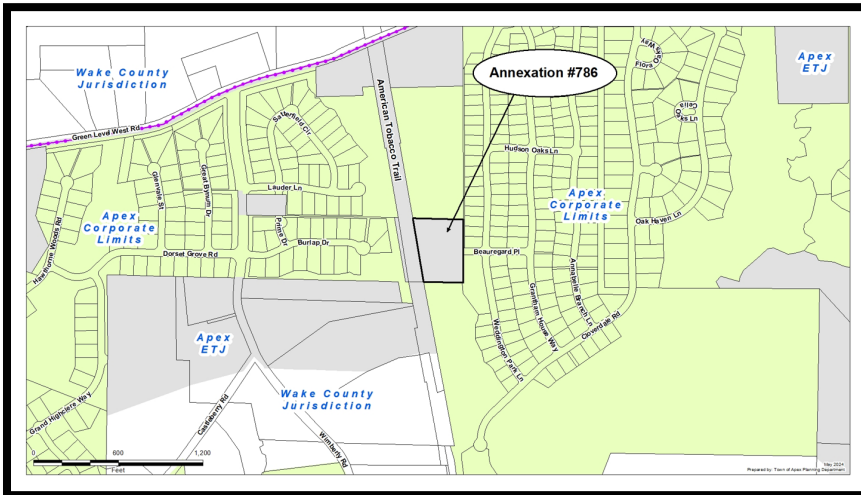 Wake County
Jurisdiction
Annexation #786
Apex
ETJ
Flora
Oaks
Way
Cella
Oaks Ln
American Tobacco Trail
Green Level West Rd
Satterfield Cir
Glenvale St
Great Bynum Dr
Hudson Oaks Ln
Lauder Ln
Apex
Corporate
Limits
Apex
Corporate
Limits
Hawthorne Woods Rd
Prine Dr
Burlap Dr
Oak Haven Ln
Dorset Grove Rd
Beauregard Pl
Annabelle Branch Ln
Grantham House Way
Weddington Park Ln
Cloverdale Rd
Apex
ETJ
Wake County
Jurisdiction
Grand Highclere Way
Castleberry Rd
Wimberly Rd
0 600 1,200
Feet
May 2024
Prepared by: Town of Apex Planning Department